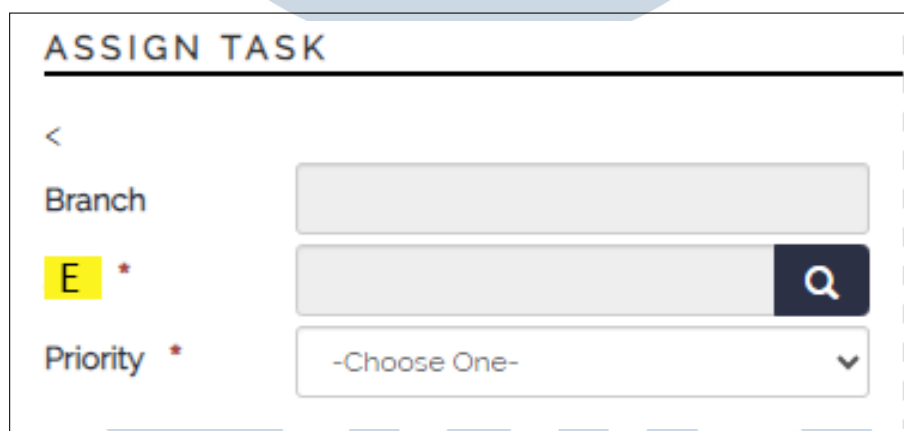 ASSIGN TASK
<
Branch
E *
Priority *
-Choose One-